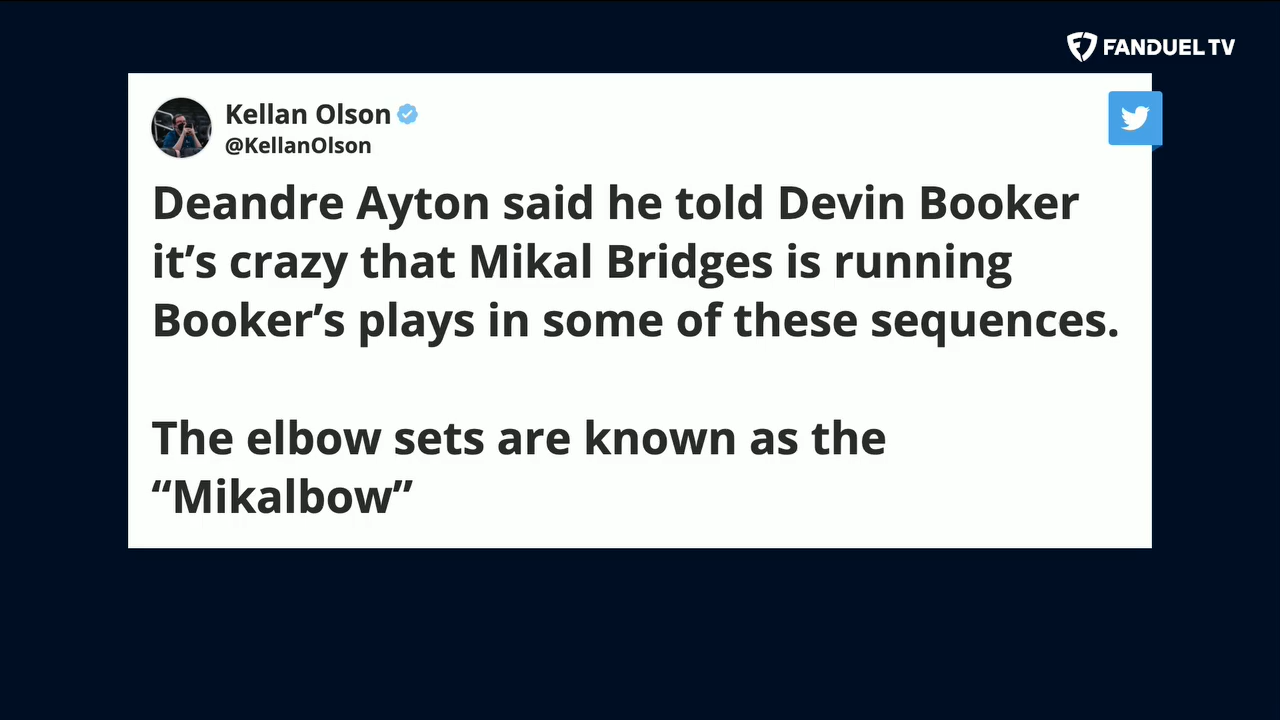 FANDUEL TV
Kellan Olson
@KellanOlson
Deandre Ayton said he told Devin Booker
it’s crazy that Mikal Bridges is running
Booker’s plays in some of these sequences.
The elbow sets are known as the
“Mikalbow”